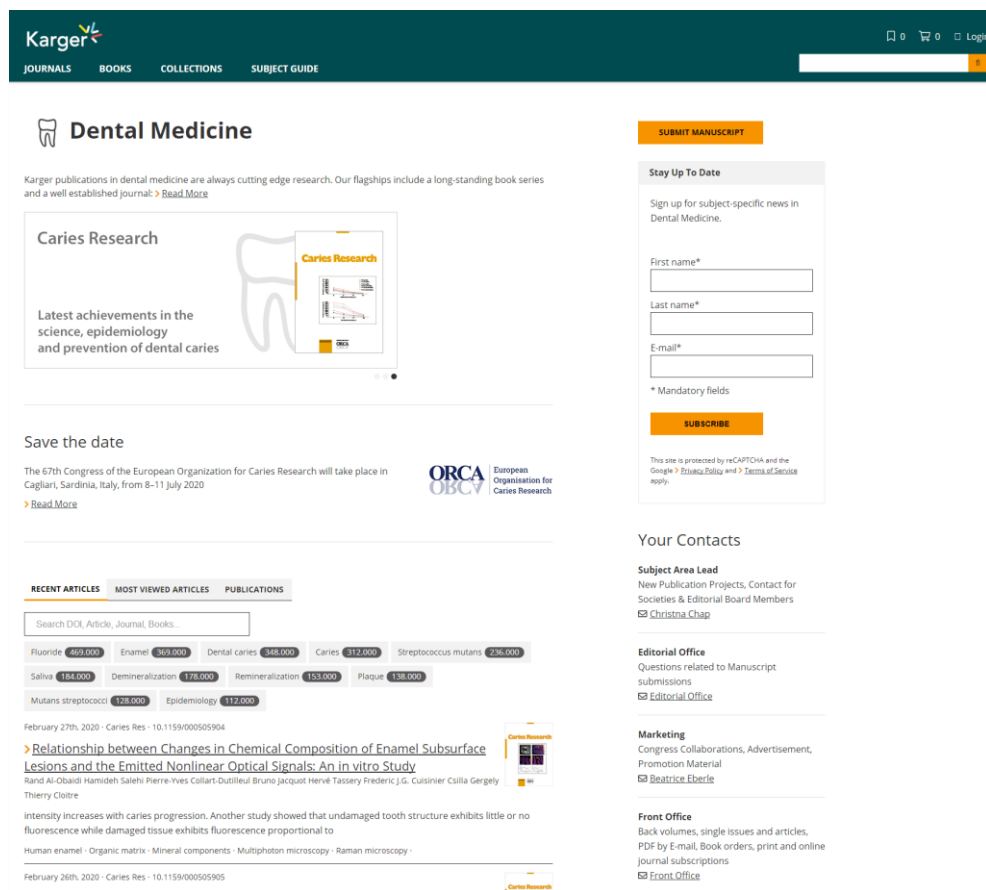 Karger
0
0
Login
JOURNALS BOOKS COLLECTIONS SUBJECT GUIDE
Dental Medicine
Karger publications in dental medicine are always cutting edge research. Our flagships include a long-standing book series
and a well established journal: Read More
Caries Research
Latest achievements in the
science, epidemiology
and prevention of dental caries
Caries Research
ORCA
Save the date
The 67th Congress of the European Organization for Caries Research will take place in
Cagliari, Sardinia, Italy, from 8–11 July 2020
Read More
ORCA
European
Organisation for
Caries Research
RECENT ARTICLES MOST VIEWED ARTICLES PUBLICATIONS
Search DOI, Article, Journal, Books...
Fluoride 469.000 Enamel 369.000 Dental caries 348.000 Caries 312.000 Streptococcus mutans 236.000
Saliva 184.000 Demineralization 178.000 Remineralization 153.000 Plaque 138.000
Mutans streptococci 128.000 Epidemiology 112.000
February 27th, 2020 · Caries Res · 10.1159/000505904
Relationship between Changes in Chemical Composition of Enamel Subsurface
Lesions and the Emitted Nonlinear Optical Signals: An in vitro Study
Rand Al-Obaidi Hamideh Salehi Pierre-Yves Collart-Dutilleul Bruno Jacquot Hervé Tassery Frederic J.G. Cuisinier Csilla Gergely
Thierry Cloitre
intensity increases with caries progression. Another study showed that undamaged tooth structure exhibits little or no
fluorescence while damaged tissue exhibits fluorescence proportional to
Human enamel · Organic matrix · Mineral components · Multiphoton microscopy · Raman microscopy ·
Caries Research
February 26th, 2020 · Caries Res · 10.1159/000505905
Caries Research
SUBMIT MANUSCRIPT
Stay Up To Date
Sign up for subject-specific news in
Dental Medicine.
First name*
Last name*
E-mail*
* Mandatory fields
SUBSCRIBE
This site is protected by reCAPTCHA and the
Google Privacy Policy and Terms of Service
apply.
Your Contacts
Subject Area Lead
New Publication Projects, Contact for
Societies & Editorial Board Members
Christna Chap
Editorial Office
Questions related to Manuscript
submissions
Editorial Office
Marketing
Congress Collaborations, Advertisement,
Promotion Material
Beatrice Eberle
Front Office
Back volumes, single issues and articles,
PDF by E-mail, Book orders, print and online
journal subscriptions
Front Office